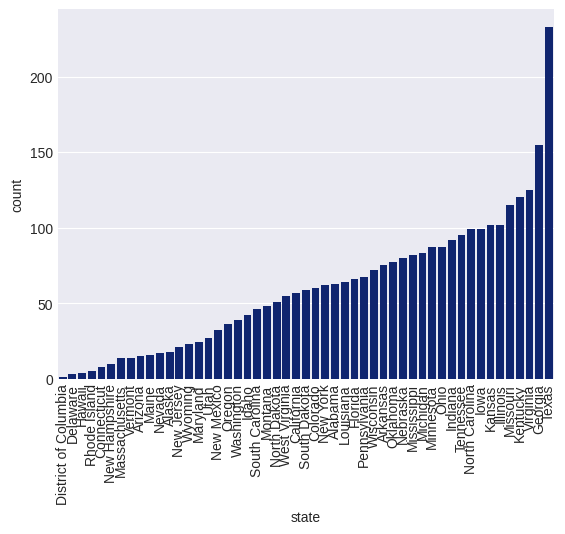 200
150
100
50
0
count
District of Columbia
Delaware
Hawaii
Rhode Island
Connecticut
New Hampshire
Massachusetts
Vermont
Arizona
Maine
Nevada
Alaska
New Jersey
Wyoming
Maryland
Utah
New Mexico
Oregon
Washington
Idaho
South Carolina
Montana
North Dakota
West Virginia
California
South Dakota
Colorado
New York
Alabama
Louisiana
Florida
Pennsylvania
Wisconsin
Arkansas
Oklahoma
Nebraska
Mississippi
Michigan
Minnesota
Ohio
Indiana
Tennessee
North Carolina
Iowa
Kansas
Illinois
Missouri
Kentucky
Virginia
Georgia
Texas
state